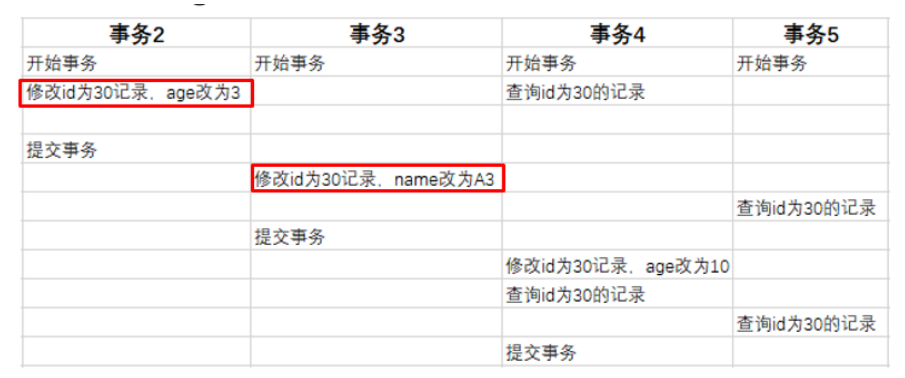 事务2 事务3 事务4 事务5
开始事务 开始事务 开始事务 开始事务
修改id为30记录，age改为3 查询id为30的记录
提交事务
修改id为30记录，name改为A3
查询id为30的记录
提交事务
修改id为30记录，age改为10
查询id为30的记录
查询id为30的记录
提交事务